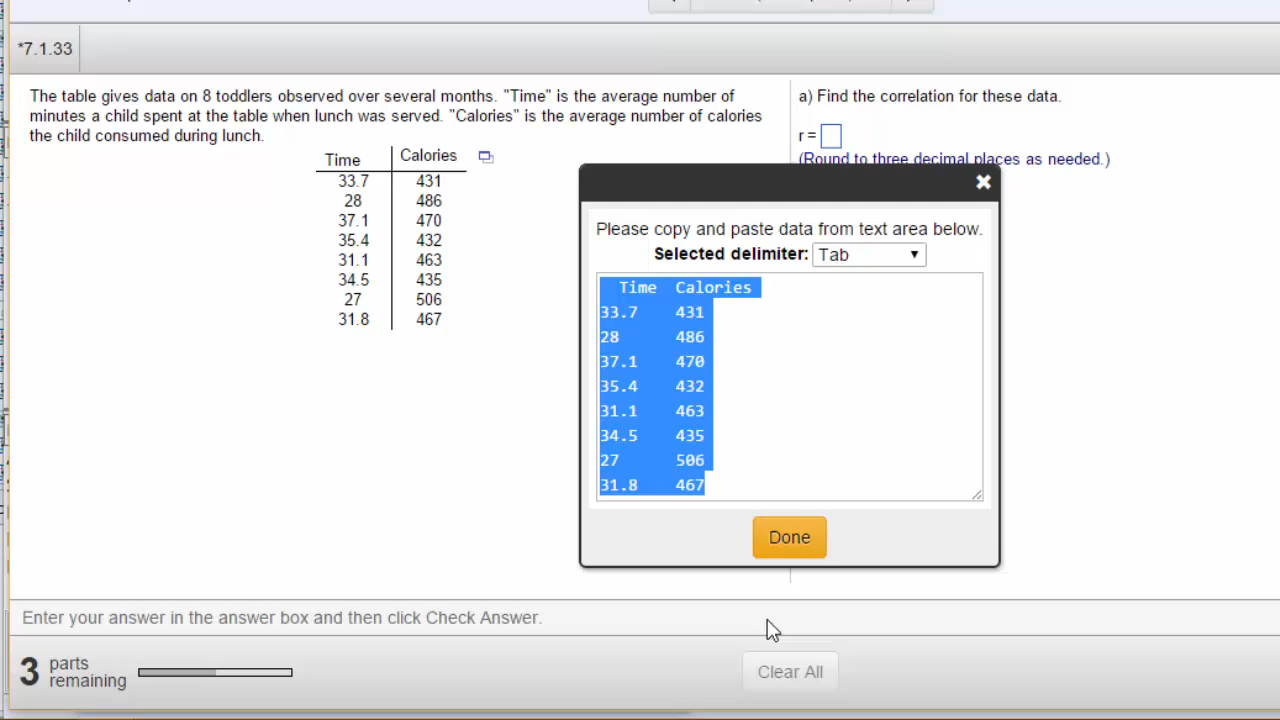 *7.1.33
The table gives data on 8 toddlers observed over several months. "Time" is the average number of
minutes a child spent at the table when lunch was served. "Calories" is the average number of calories
the child consumed during lunch.
Time Calories
33.7 431
28 486
37.1 470
35.4 432
31.1 463
34.5 435
27 506
31.8 467
a) Find the correlation for these data.
r =
(Round to three decimal places as needed.)
Please copy and paste data from text area below.
Selected delimiter: Tab
Time Calories
33.7 431
28 486
37.1 470
35.4 432
31.1 463
34.5 435
27 506
31.8 467
Done
Enter your answer in the answer box and then click Check Answer.
3 parts
remaining
Clear All